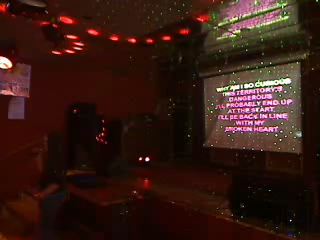 WHY AM I SO CURIOUS
THIS TERRITORY'S
DANGEROUS
I'LL PROBABLY END UP
AT THE START
I'LL BE BACK IN LINE
WITH MY
BROKEN HEART